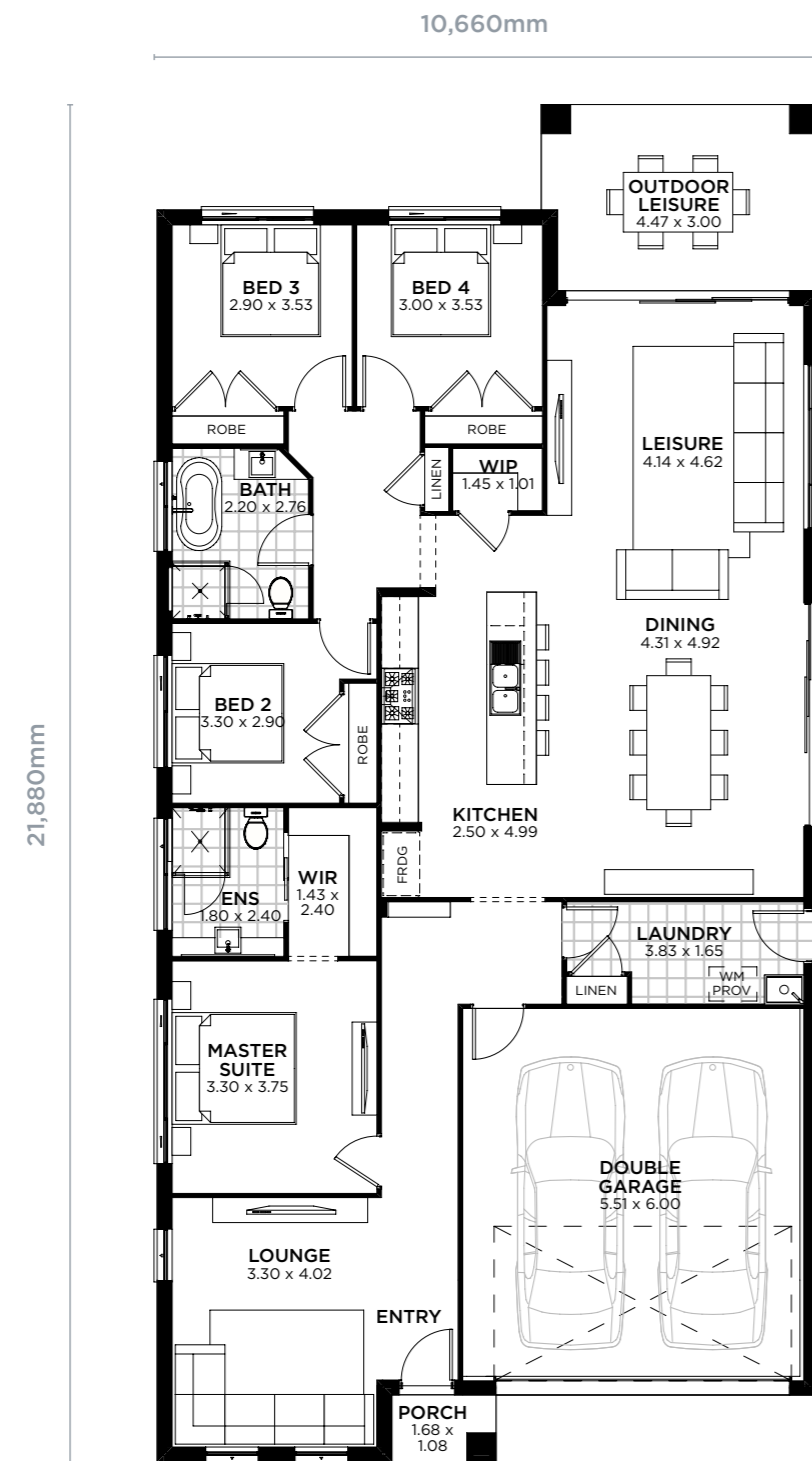 10,660mm
21,880mm
OUTDOOR
LEISURE
4.47 x 3.00
BED 3
2.90 x 3.53
BED 4
3.00 x 3.53
ROBE
ROBE
LINEN
WIP
1.45 x 1.01
LEISURE
4.14 x 4.62
BATH
2.20 x 2.76
DINING
4.31 x 4.92
BED 2
3.30 x 2.90
ROBE
KITCHEN
2.50 x 4.99
FRDG
WIR
1.43 x
2.40
ENS
1.80 x 2.40
LAUNDRY
3.83 x 1.65
WM
PROV
LINEN
MASTER
SUITE
3.30 x 3.75
DOUBLE
GARAGE
5.51 x 6.00
LOUNGE
3.30 x 4.02
ENTRY
PORCH
1.68 x
1.08